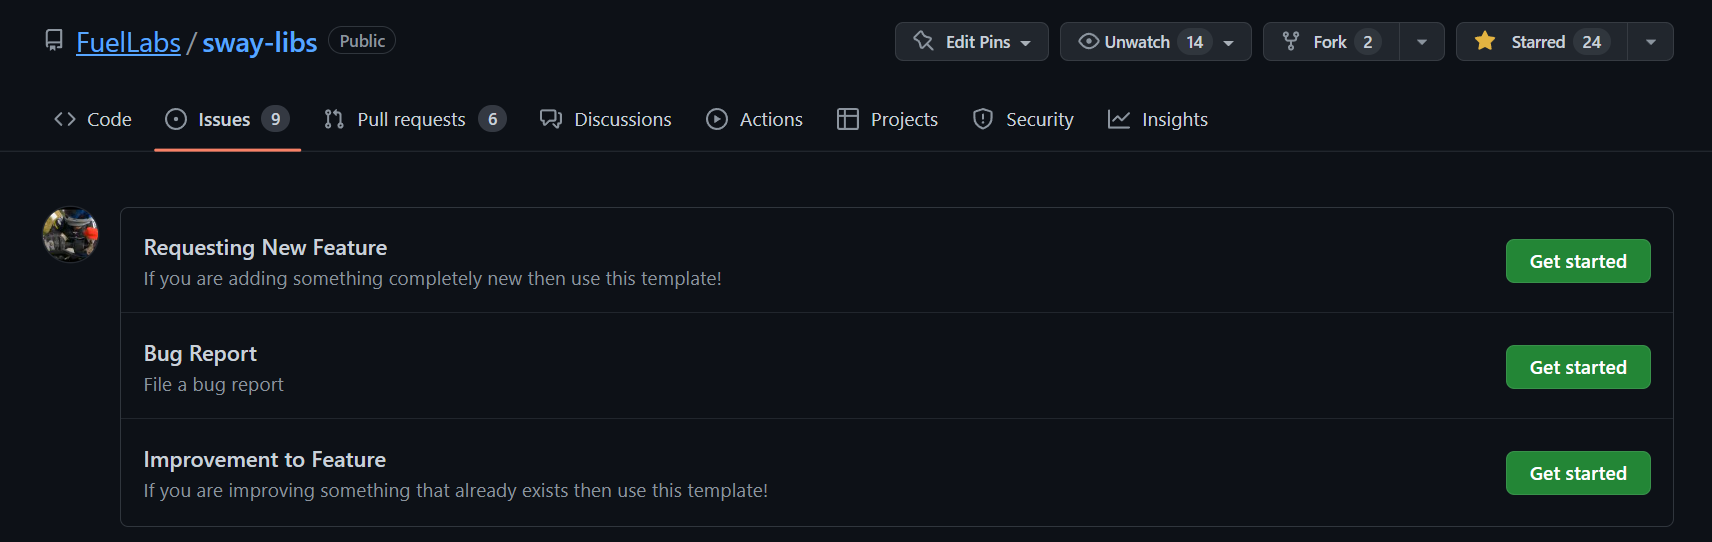 FuelLabs / sway-libs Public Edit Pins Unwatch 14 Fork 2 Starred 24
Code Issues 9 Pull requests 6 Discussions Actions Projects Security Insights
Requesting New Feature
If you are adding something completely new then use this template!
Get started
Bug Report
File a bug report
Get started
Improvement to Feature
If you are improving something that already exists then use this template!
Get started